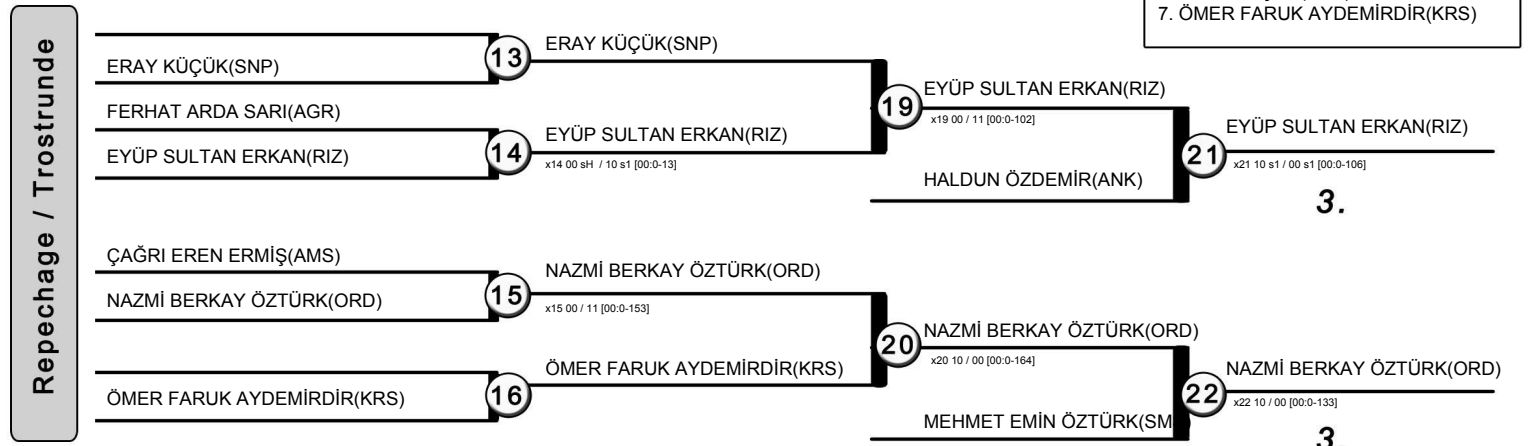 Repechage / Trostrunde
7. ÖMER FARUK AYDEMİRDİR(KRS)
ERAY KÜÇÜK(SNP)
13
ERAY KÜÇÜK(SNP)
FERHAT ARDA SARI(AGR)
EYÜP SULTAN ERKAN(RIZ)
14
EYÜP SULTAN ERKAN(RIZ)
x14 00 sH / 10 s1 [00:0-13]
19
EYÜP SULTAN ERKAN(RIZ)
x19 00 / 11 [00:0-102]
HALDUN ÖZDEMİR(ANK)
21
EYÜP SULTAN ERKAN(RIZ)
x21 10 s1 / 00 s1 [00:0-106]
3.
ÇAĞRI EREN ERMİŞ(AMS)
NAZMİ BERKAY ÖZTÜRK(ORD)
15
NAZMİ BERKAY ÖZTÜRK(ORD)
x15 00 / 11 [00:0-153]
ÖMER FARUK AYDEMİRDİR(KRS)
16
ÖMER FARUK AYDEMİRDİR(KRS)
20
NAZMİ BERKAY ÖZTÜRK(ORD)
x20 10 / 00 [00:0-164]
MEHMET EMİN ÖZTÜRK(SM
22
NAZMİ BERKAY ÖZTÜRK(ORD)
x22 10 / 00 [00:0-133]
3